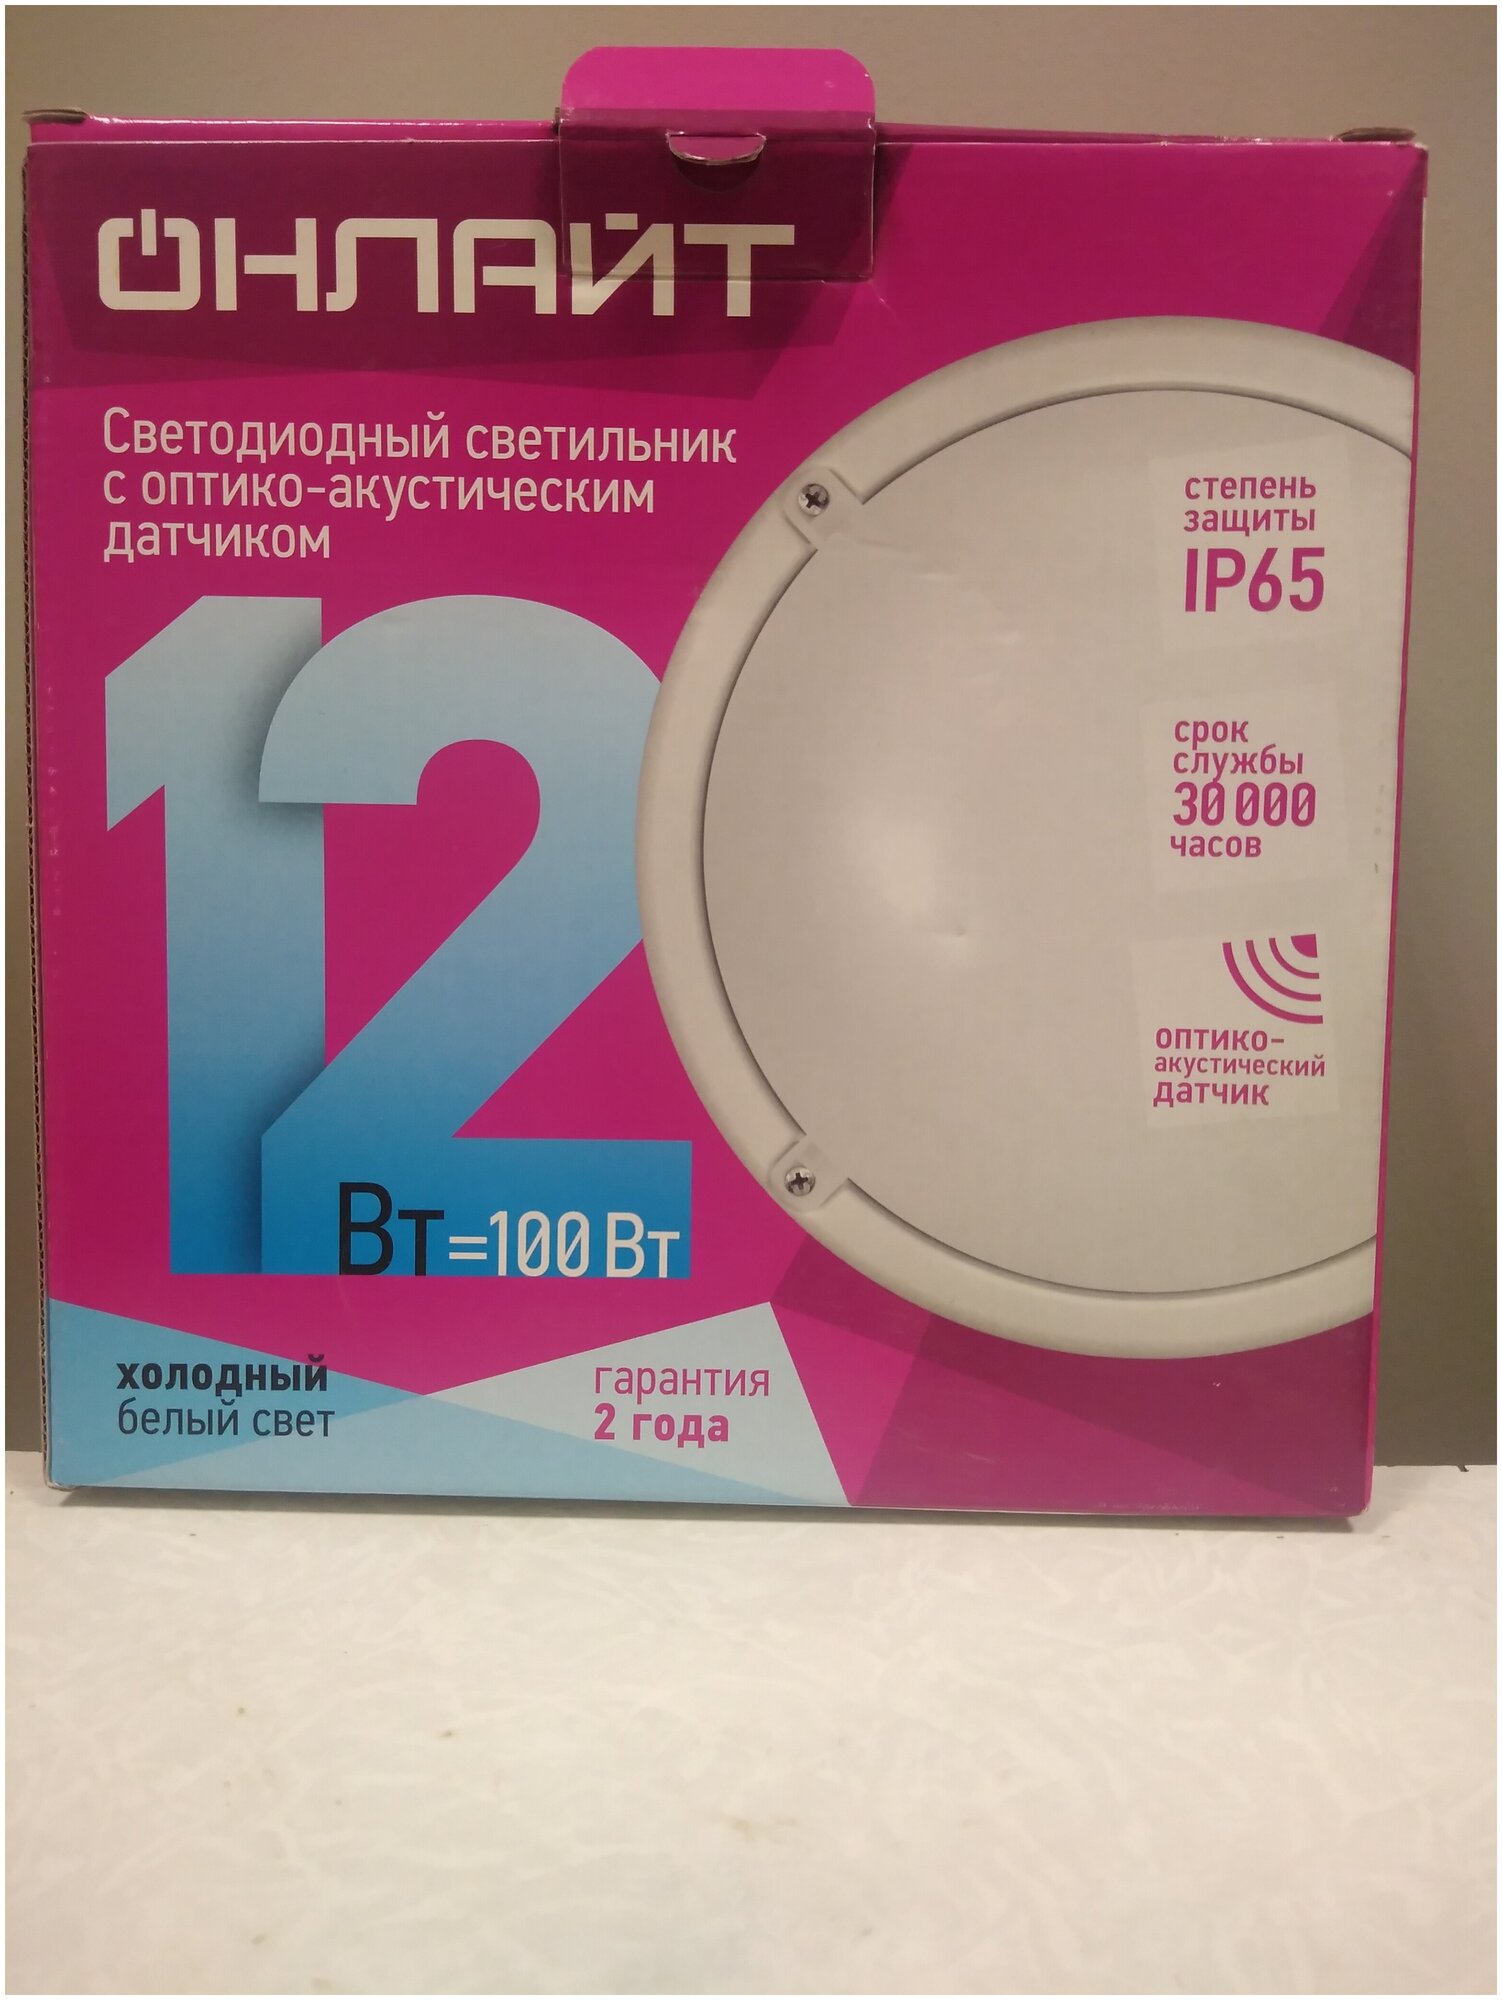 ОНЛАЙТ
Светодиодный светильник
с оптико-акустическим
датчиком
12
Вт=100 Вт
степень
защиты
IP65
срок
службы
30 000
часов
оптико-
акустический
датчик
холодный
белый свет
гарантия
2 года